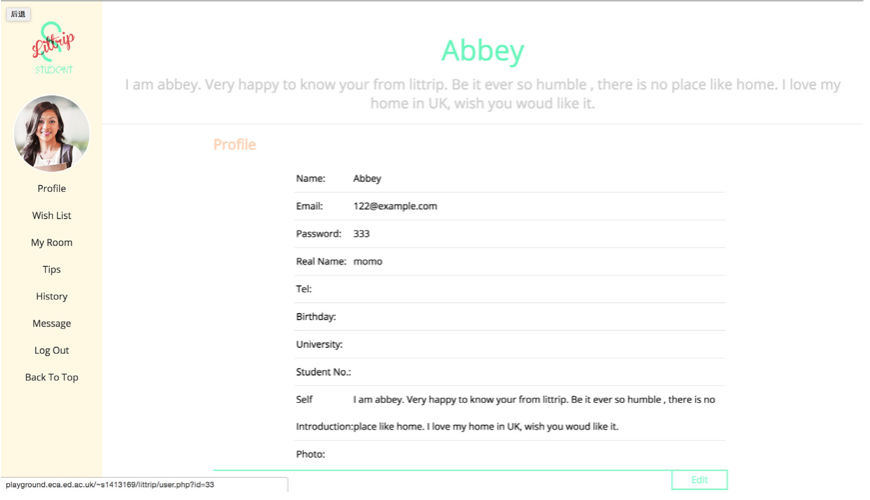 后退
Littrip
STUDENT
Profile
Wish List
My Room
Tips
History
Message
Log Out
Back To Top
Abbey
I am abbey. Very happy to know your from littrip. Be it ever so humble , there is no place like home. I love my
home in UK, wish you woud like it.
Profile
Name: Abbey
Email: 122@example.com
Password: 333
Real Name: momo
Tel:
Birthday:
University:
Student No.:
Self I am abbey. Very happy to know your from littrip. Be it ever so humble , there is no
Introduction:place like home. I love my home in UK, wish you woud like it.
Photo:
Edit
playground.eca.ed.ac.uk/~s1413169/littrip/user.php?id=33